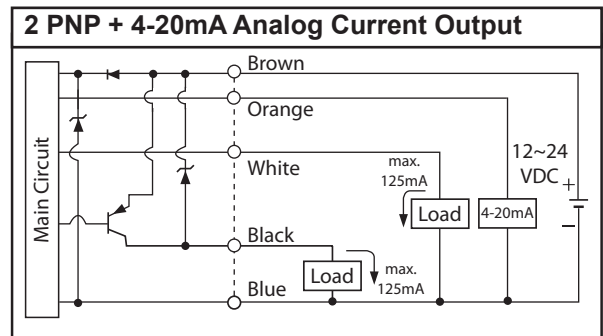 2 PNP + 4-20mA Analog Current Output
Main Circuit
Brown
Orange
White
Black
Blue
max.
125mA
Load
4-20mA
12~24
VDC
+
−
Load
max.
125mA